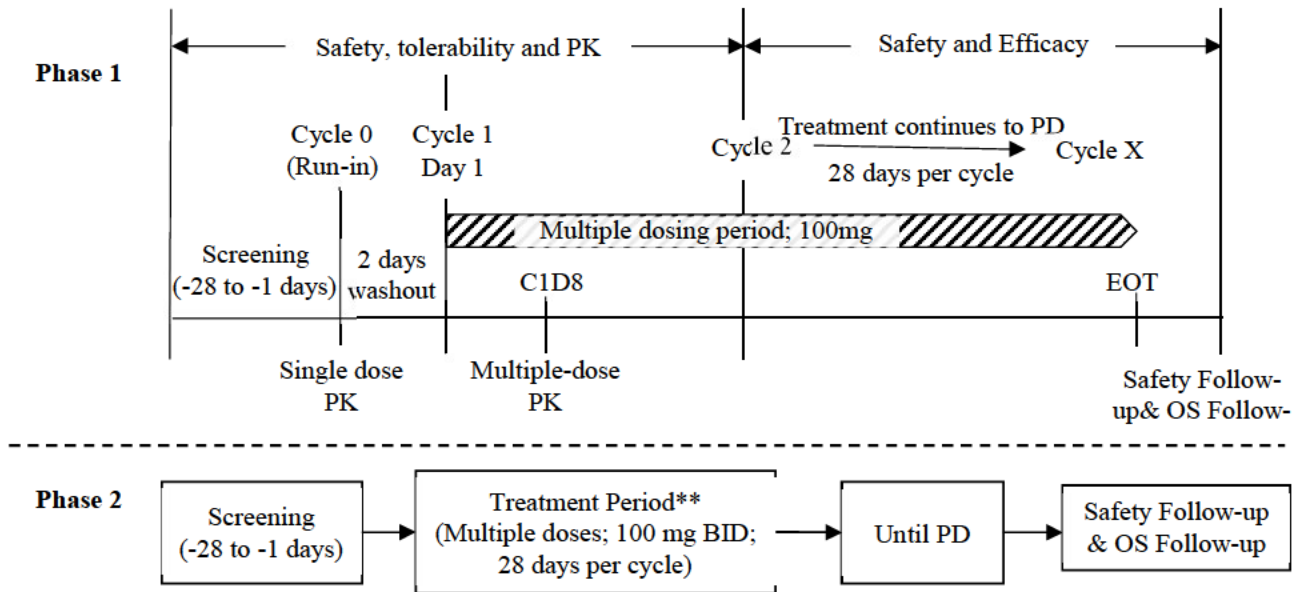 Phase 1
Safety, tolerability and PK
Safety and Efficacy
Cycle 0
(Run-in)
Cycle 1
Day 1
Cycle 2
Treatment continues to PD
28 days per cycle
Cycle X
Multiple dosing period; 100mg
Screening
(-28 to -1 days)
2 days
washout
C1D8
EOT
Single dose
PK
Multiple-dose
PK
Safety Follow-
up& OS Follow-
Phase 2
Screening
(-28 to -1 days)
Treatment Period**
(Multiple doses; 100 mg BID;
28 days per cycle)
Until PD
Safety Follow-up
& OS Follow-up